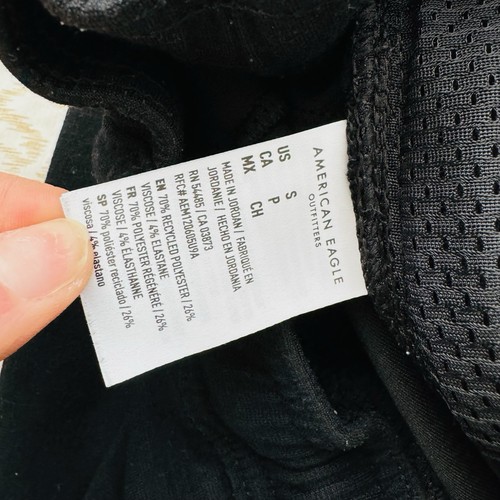 AMERICAN EAGLE
OUTFITTERS
US S
CA P
MX CH
MADE IN JORDAN / FABRIQUÉ EN
JORDANIE / HECHO EN JORDANIA
RN 54485 / CA 03873
RFC# AEM120605U0A
EN 70% RECYCLED POLYESTER / 26%
VISCOSE / 4% ELASTANE
FR 70% POLYESTER RÉGÉNÉRÉ / 26%
VISCOSE / 4% ÉLASTHANNE
SP 70% poliéster reciclado / 26%
viscosa / 4% elastano